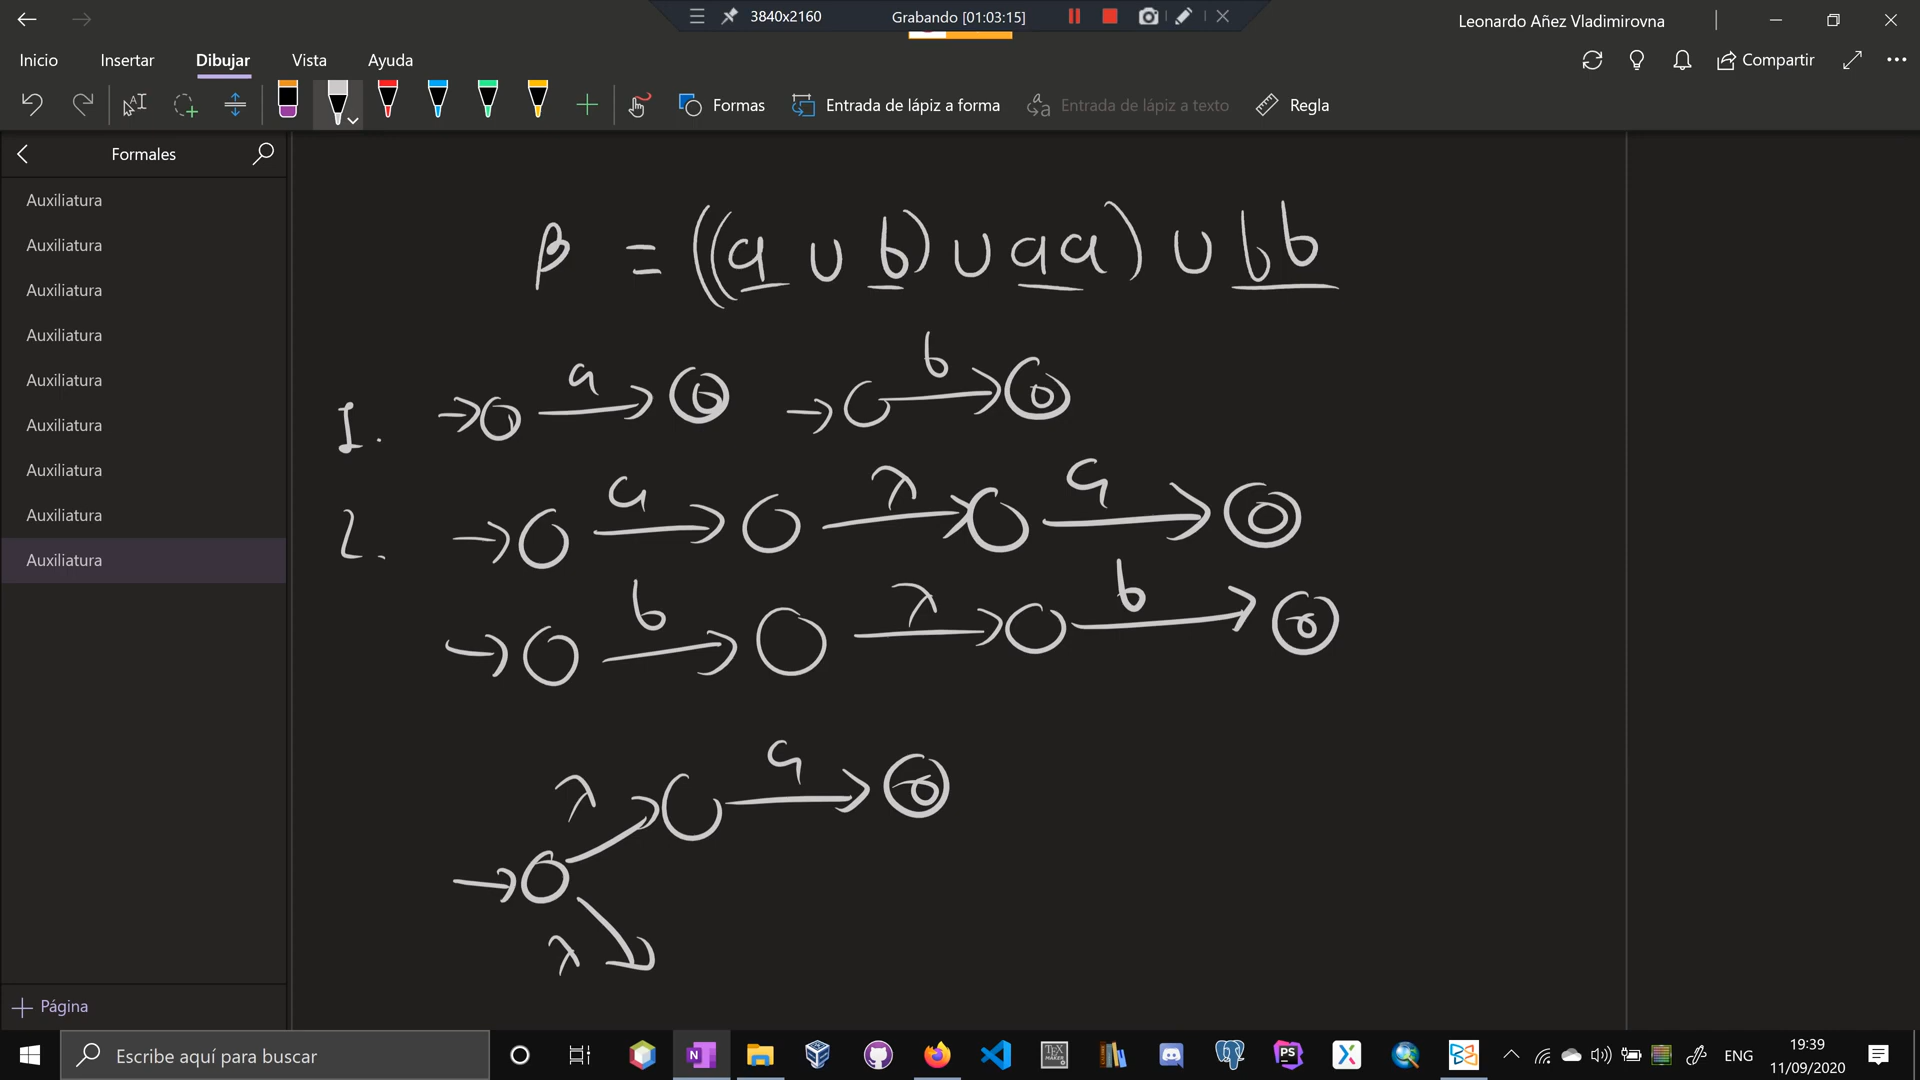 3840x2160
Grabando [01:03:15]
Leonardo Añez Vladimirovna
Inicio Insertar Dibujar Vista Ayuda
Compartir
Formas Entrada de lápiz a forma Entrada de lápiz a texto Regla
Formales
Auxiliatura
Auxiliatura
Auxiliatura
Auxiliatura
Auxiliatura
Auxiliatura
Auxiliatura
Auxiliatura
Auxiliatura
β = ((a ∪ b) ∪ aa) ∪ bb
a b
1.
a λ a
2.
b λ b
λ a
λ
Página
Escribe aquí para buscar
ENG
19:39
11/09/2020